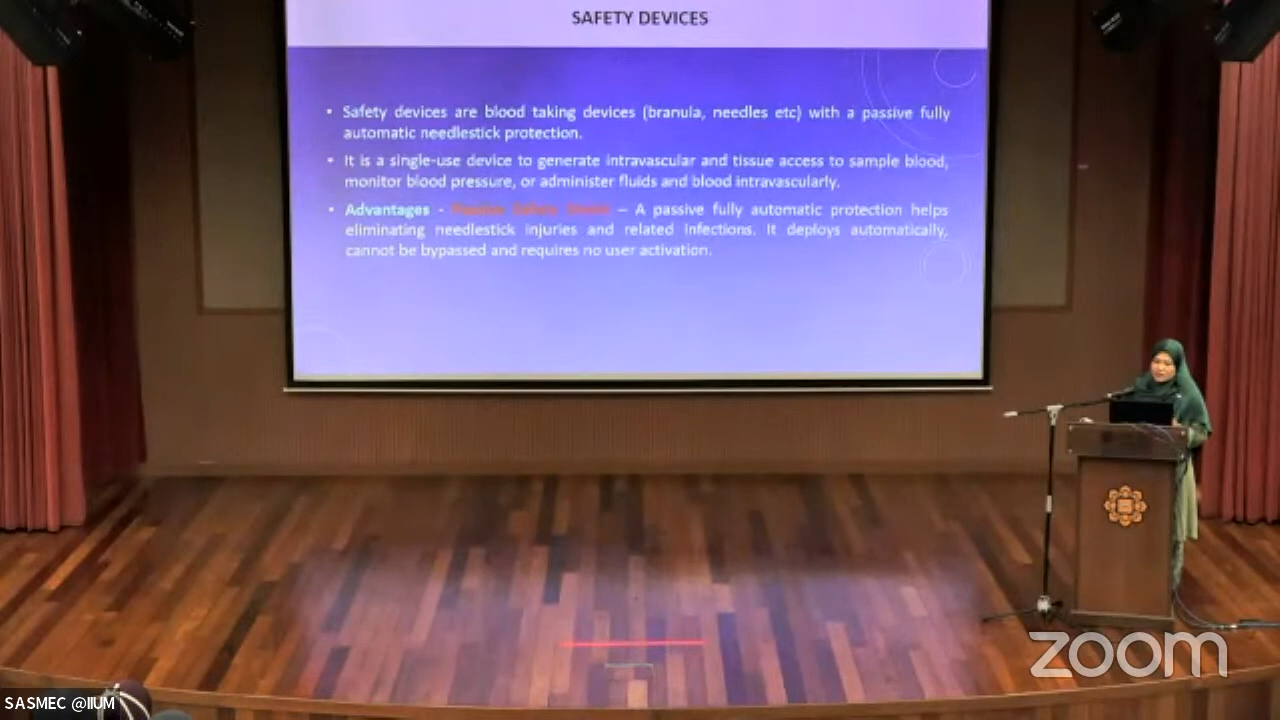 SAFETY DEVICES
• Safety devices are blood taking devices (branula, needles etc) with a passive fully
automatic needlestick protection.
• It is a single-use device to generate intravascular and tissue access to sample blood,
monitor blood pressure, or administer fluids and blood intravascularly.
• Advantages - Passive Safety – A passive fully automatic protection helps
eliminating needlestick injuries and related infections. It deploys automatically,
cannot be bypassed and requires no user activation.
zoom
SASMEC @IIUM